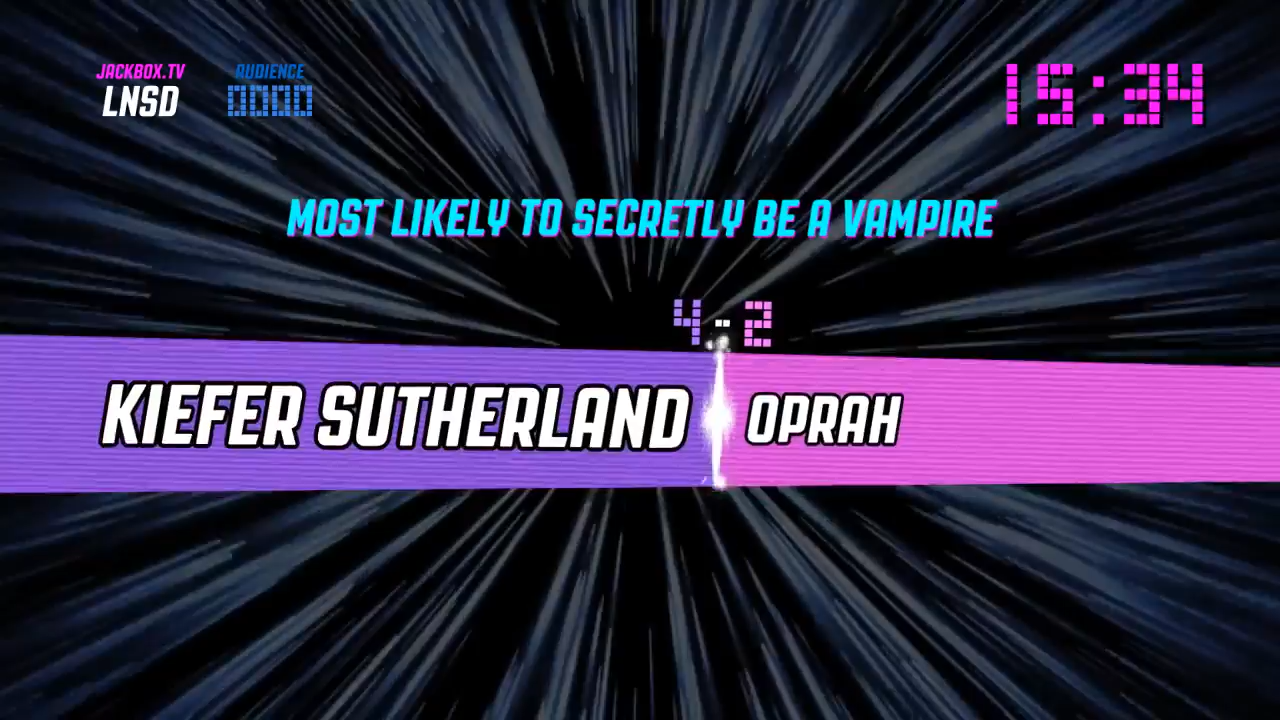 JACKBOX.TV
LNSD
AUDIENCE
0000
15:34
MOST LIKELY TO SECRETLY BE A VAMPIRE
4-2
KIEFER SUTHERLAND
OPRAH